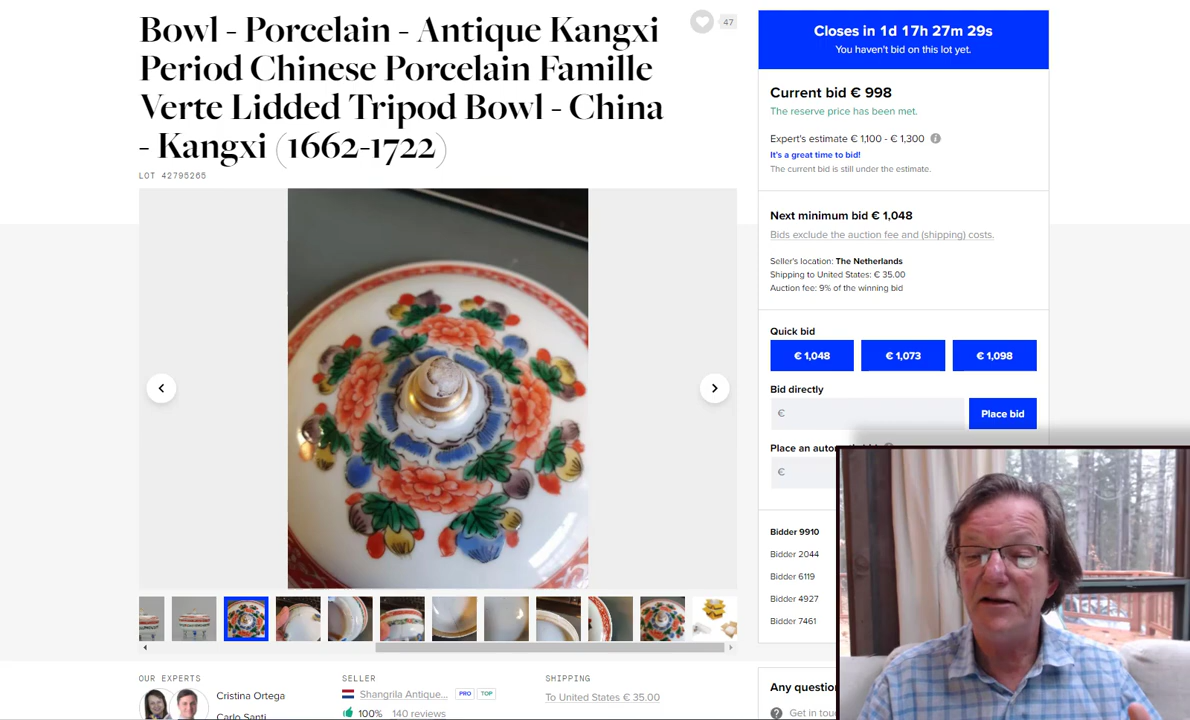 Bowl - Porcelain - Antique Kangxi
Period Chinese Porcelain Famille
Verte Lidded Tripod Bowl - China
- Kangxi (1662-1722)
47
LOT 42795265
Closes in 1d 17h 27m 29s
You haven't bid on this lot yet.
Current bid € 998
The reserve price has been met.
Expert's estimate € 1,100 - € 1,300
It's a great time to bid!
The current bid is still under the estimate.
Next minimum bid € 1,048
Bids exclude the auction fee and (shipping) costs.
Seller's location: The Netherlands
Shipping to United States: € 35.00
Auction fee: 9% of the winning bid
Quick bid
€ 1,048
€ 1,073
€ 1,098
Bid directly
€
Place bid
Place an
€
Bidder 9910
Bidder 2044
Bidder 6119
Bidder 4927
Bidder 7461
OUR EXPERTS
Cristina Ortega
Carlo Santi
SELLER
Shangrila Antique...
PRO
TOP
100% 140 reviews
SHIPPING
To United States € 35.00
Any
Get in